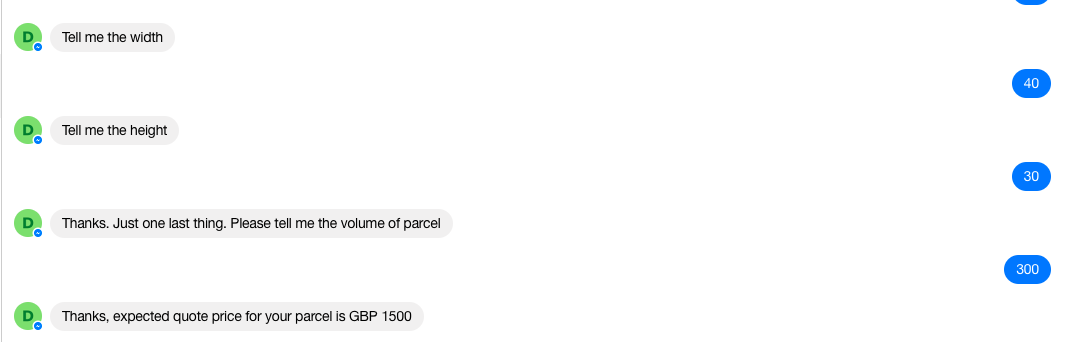 D
Tell me the width
40
D
Tell me the height
30
D
Thanks. Just one last thing. Please tell me the volume of parcel
300
D
Thanks, expected quote price for your parcel is GBP 1500